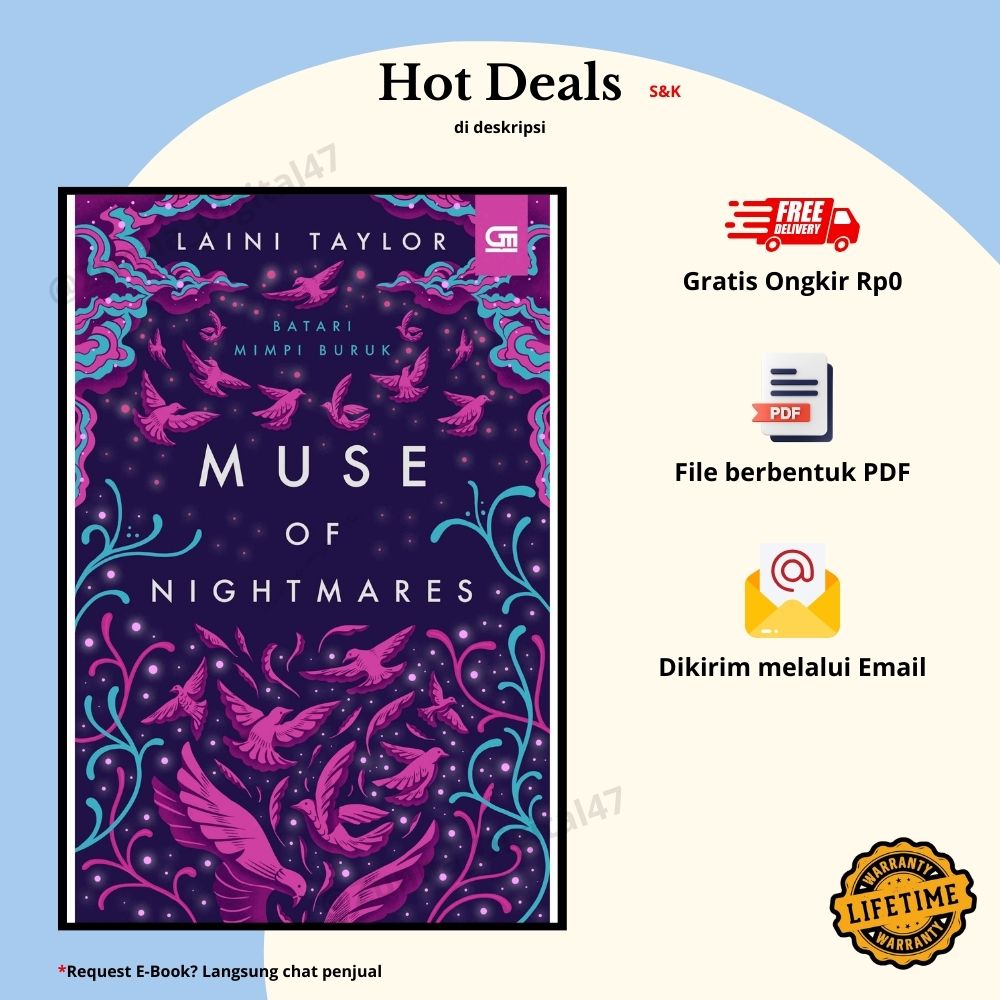 Hot Deals
S&K
di deskripsi
LAINI TAYLOR
GM
BATARI
MIMPI BURUK
MUSE
OF
NIGHTMARES
FREE
DELIVERY
Gratis Ongkir Rp0
PDF
File berbentuk PDF
@
Dikirim melalui Email
WARRANTY
LIFETIME
WARRANTY
*Request E-Book? Langsung chat penjual